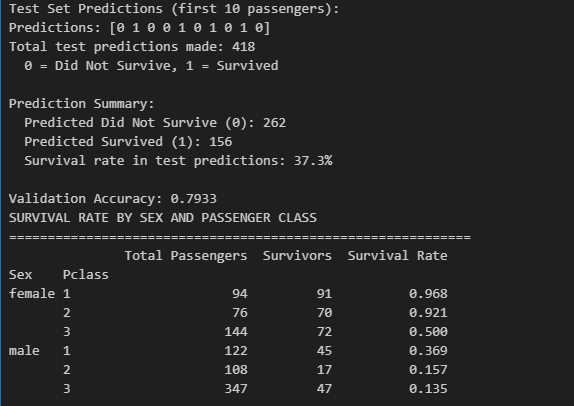 Test Set Predictions (first 10 passengers):
Predictions: [0 1 0 0 1 0 1 0 1 0]
Total test predictions made: 418
  0 = Did Not Survive, 1 = Survived

Prediction Summary:
  Predicted Did Not Survive (0): 262
  Predicted Survived (1): 156
  Survival rate in test predictions: 37.3%

Validation Accuracy: 0.7933
SURVIVAL RATE BY SEX AND PASSENGER CLASS
============================================================
               Total Passengers  Survivors  Survival Rate
Sex    Pclass
female 1                     94         91          0.968
       2                     76         70          0.921
       3                    144         72          0.500
male   1                    122         45          0.369
       2                    108         17          0.157
       3                    347         47          0.135